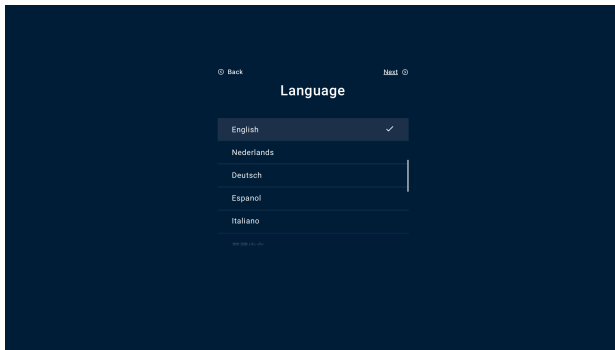 Back
Next
Language
English
Nederlands
Deutsch
Espanol
Italiano